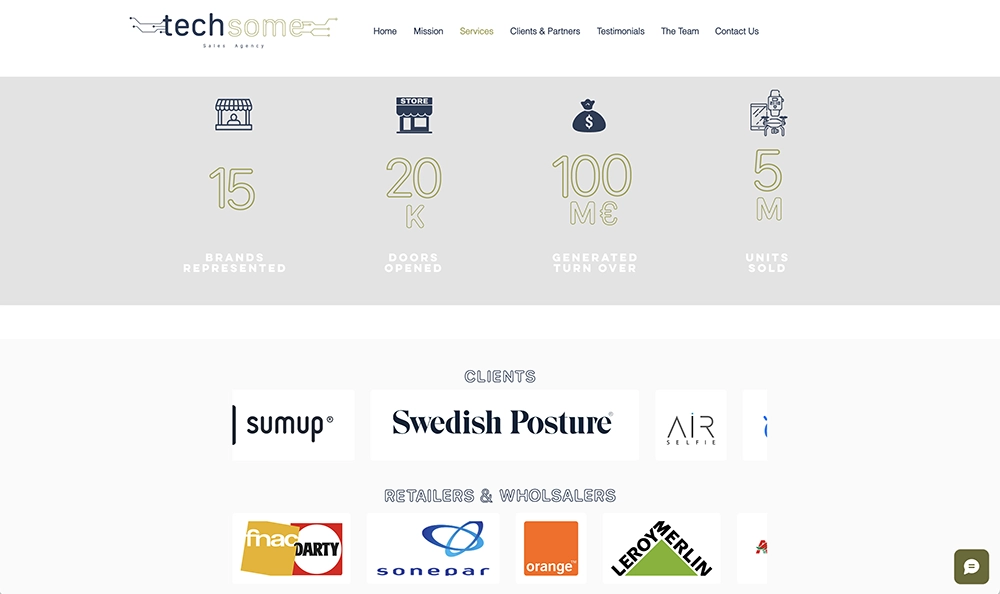 techsome
Sales Agency
Home Mission Services Clients & Partners Testimonials The Team Contact Us
STORE
$
15 20 100 5
K M€ M
BRANDS DOORS GENERATED UNITS
REPRESENTED OPENED TURN OVER SOLD
CLIENTS
sumup® Swedish Posture® AIR
SELFIE
RETAILERS & WHOLSALERS
fnac DARTY sonepar orange™ LEROY MERLIN